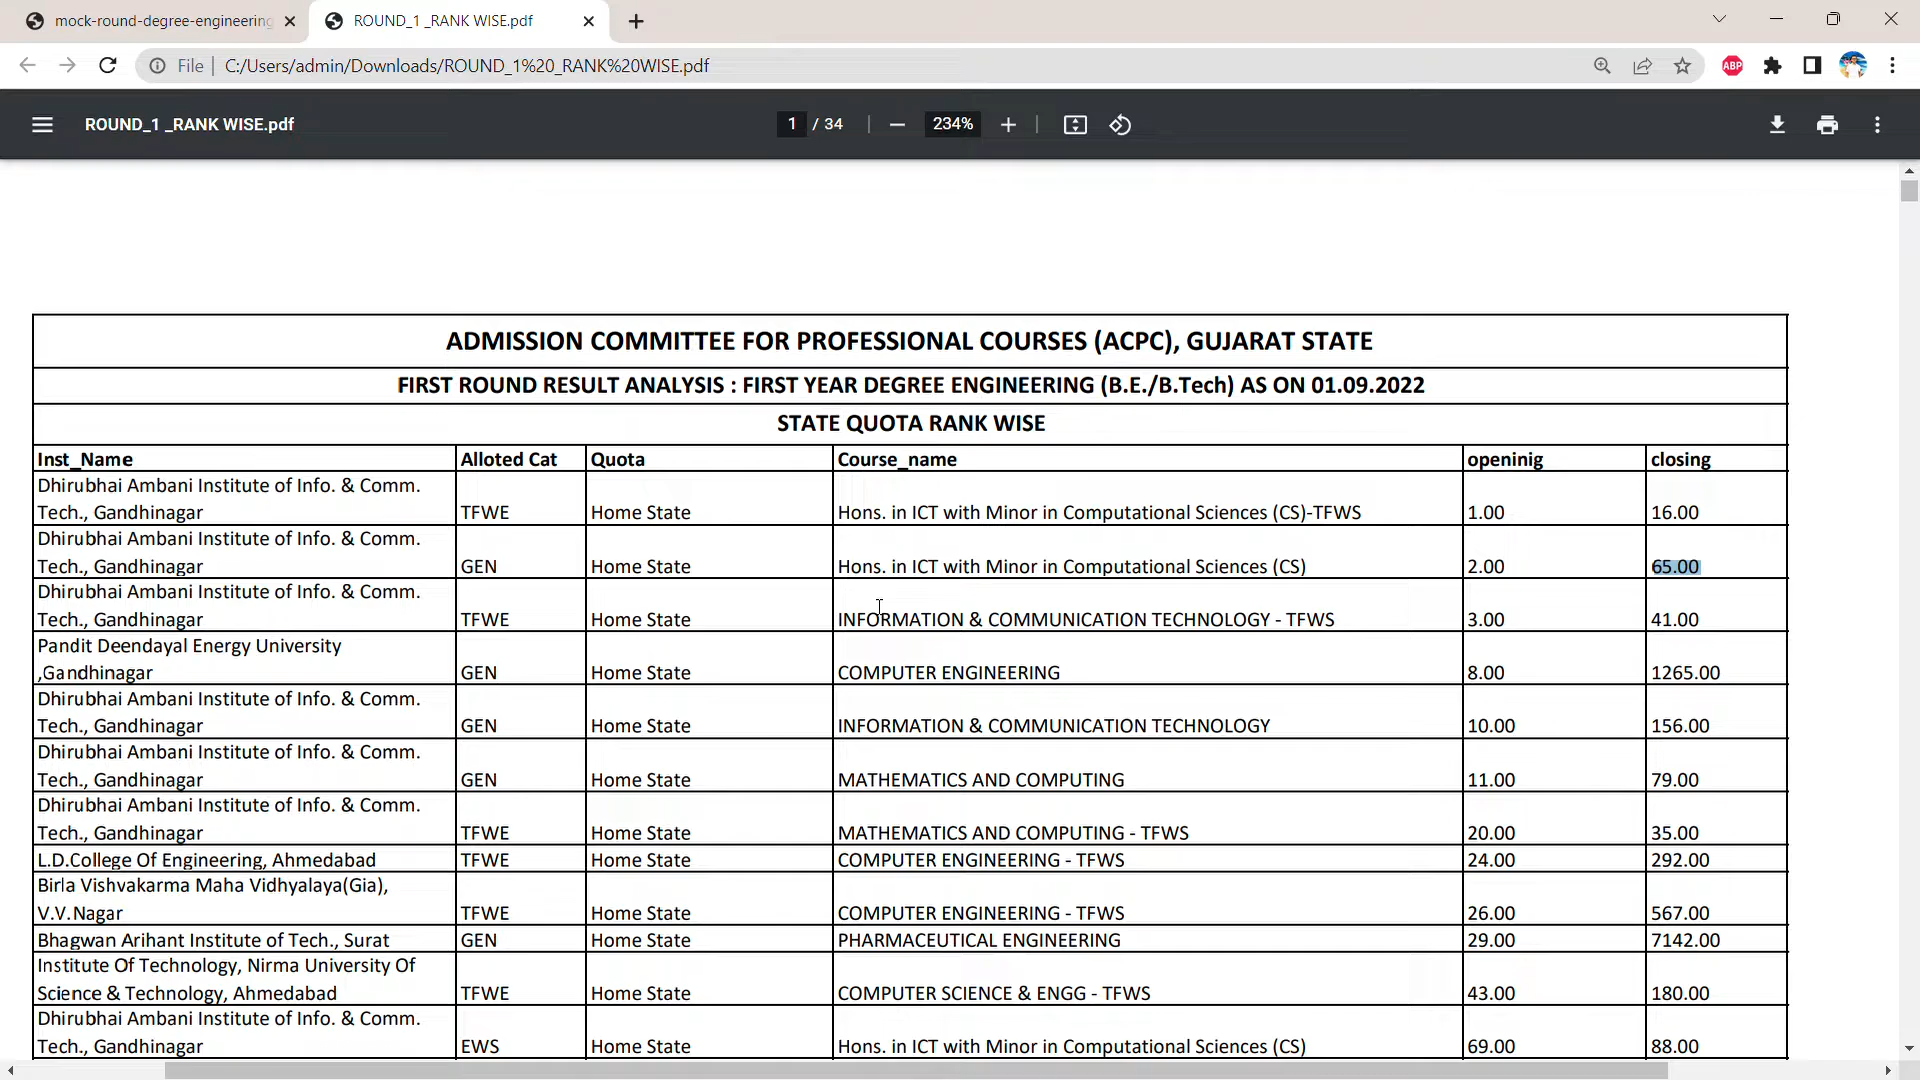 mock-round-degree-engineering
ROUND_1 _RANK WISE.pdf
File
C:/Users/admin/Downloads/ROUND_1%20_RANK%20WISE.pdf
ABP
ROUND_1 _RANK WISE.pdf
1 / 34
234%
ADMISSION COMMITTEE FOR PROFESSIONAL COURSES (ACPC), GUJARAT STATE
FIRST ROUND RESULT ANALYSIS : FIRST YEAR DEGREE ENGINEERING (B.E./B.Tech) AS ON 01.09.2022
STATE QUOTA RANK WISE
Inst_Name Alloted Cat Quota Course_name openinig closing
Dhirubhai Ambani Institute of Info. & Comm.
Tech., Gandhinagar TFWE Home State Hons. in ICT with Minor in Computational Sciences (CS)-TFWS 1.00 16.00
Dhirubhai Ambani Institute of Info. & Comm.
Tech., Gandhinagar GEN Home State Hons. in ICT with Minor in Computational Sciences (CS) 2.00 65.00
Dhirubhai Ambani Institute of Info. & Comm.
Tech., Gandhinagar TFWE Home State INFORMATION & COMMUNICATION TECHNOLOGY - TFWS 3.00 41.00
Pandit Deendayal Energy University
,Gandhinagar GEN Home State COMPUTER ENGINEERING 8.00 1265.00
Dhirubhai Ambani Institute of Info. & Comm.
Tech., Gandhinagar GEN Home State INFORMATION & COMMUNICATION TECHNOLOGY 10.00 156.00
Dhirubhai Ambani Institute of Info. & Comm.
Tech., Gandhinagar GEN Home State MATHEMATICS AND COMPUTING 11.00 79.00
Dhirubhai Ambani Institute of Info. & Comm.
Tech., Gandhinagar TFWE Home State MATHEMATICS AND COMPUTING - TFWS 20.00 35.00
L.D.College Of Engineering, Ahmedabad TFWE Home State COMPUTER ENGINEERING - TFWS 24.00 292.00
Birla Vishvakarma Maha Vidhyalaya(Gia),
V.V.Nagar TFWE Home State COMPUTER ENGINEERING - TFWS 26.00 567.00
Bhagwan Arihant Institute of Tech., Surat GEN Home State PHARMACEUTICAL ENGINEERING 29.00 7142.00
Institute Of Technology, Nirma University Of
Science & Technology, Ahmedabad TFWE Home State COMPUTER SCIENCE & ENGG - TFWS 43.00 180.00
Dhirubhai Ambani Institute of Info. & Comm.
Tech., Gandhinagar EWS Home State Hons. in ICT with Minor in Computational Sciences (CS) 69.00 88.00